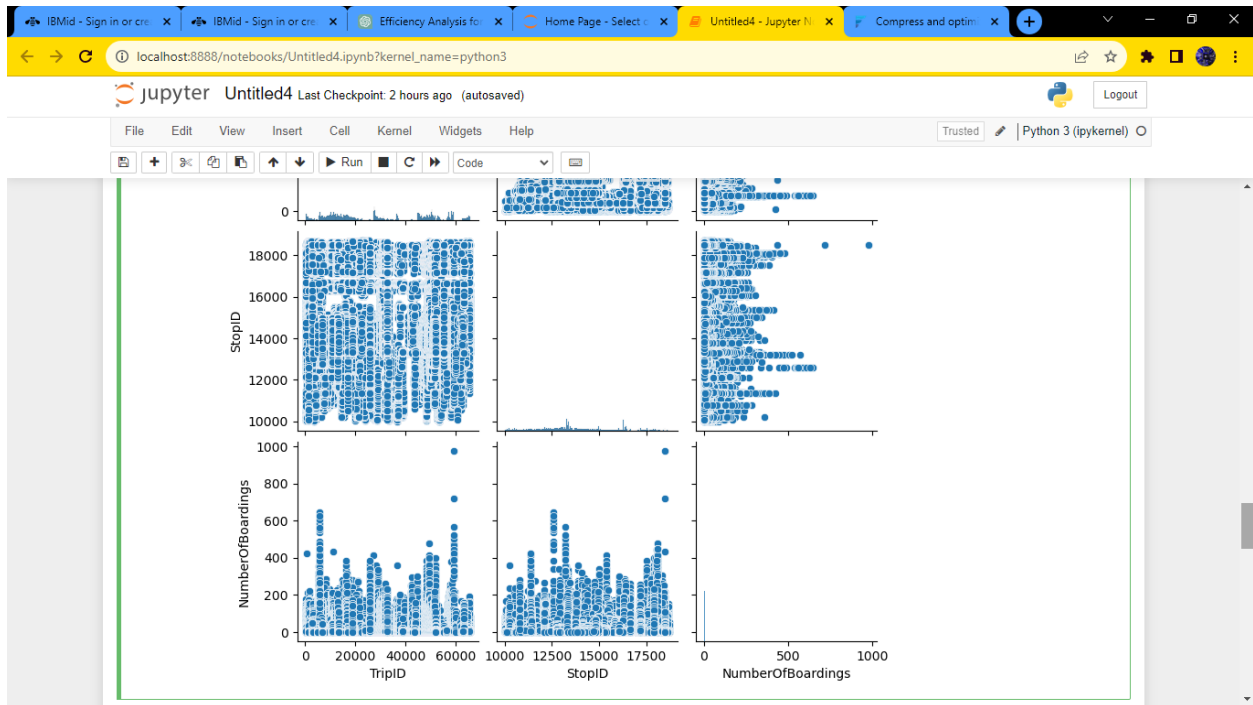 IBMid - Sign in or cre
IBMid - Sign in or cre
Efficiency Analysis for
Home Page - Select c
Untitled4 - Jupyter N
Compress and optim
localhost:8888/notebooks/Untitled4.ipynb?kernel_name=python3
jupyter Untitled4 Last Checkpoint: 2 hours ago (autosaved)
Logout
File Edit View Insert Cell Kernel Widgets Help
Trusted Python 3 (ipykernel)
Run Code
0
18000
16000
14000
12000
10000
StopID
1000
800
600
400
200
0
NumberOfBoardings
0 20000 40000 60000 10000 12500 15000 17500 0 500 1000
TripID StopID NumberOfBoardings